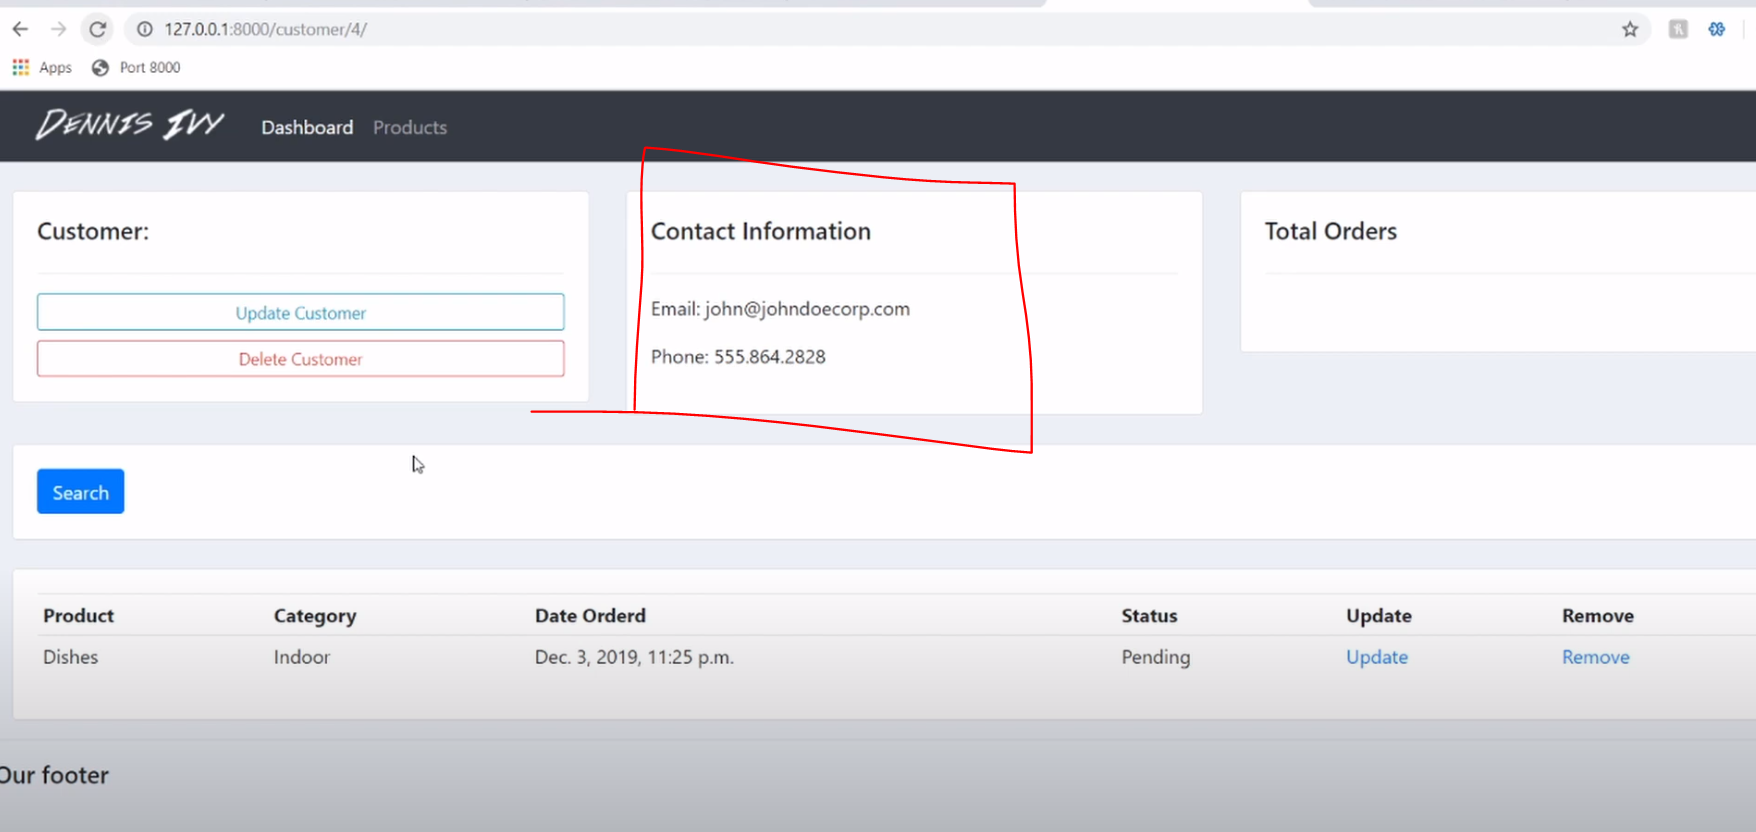 127.0.0.1:8000/customer/4/
Apps Port 8000
DENNIS IVY Dashboard Products
Customer:
Update Customer
Delete Customer
Contact Information
Email: john@johndoecorp.com
Phone: 555.864.2828
Total Orders
Search
Product Category Date Orderd Status Update Remove
Dishes Indoor Dec. 3, 2019, 11:25 p.m. Pending Update Remove
Our footer